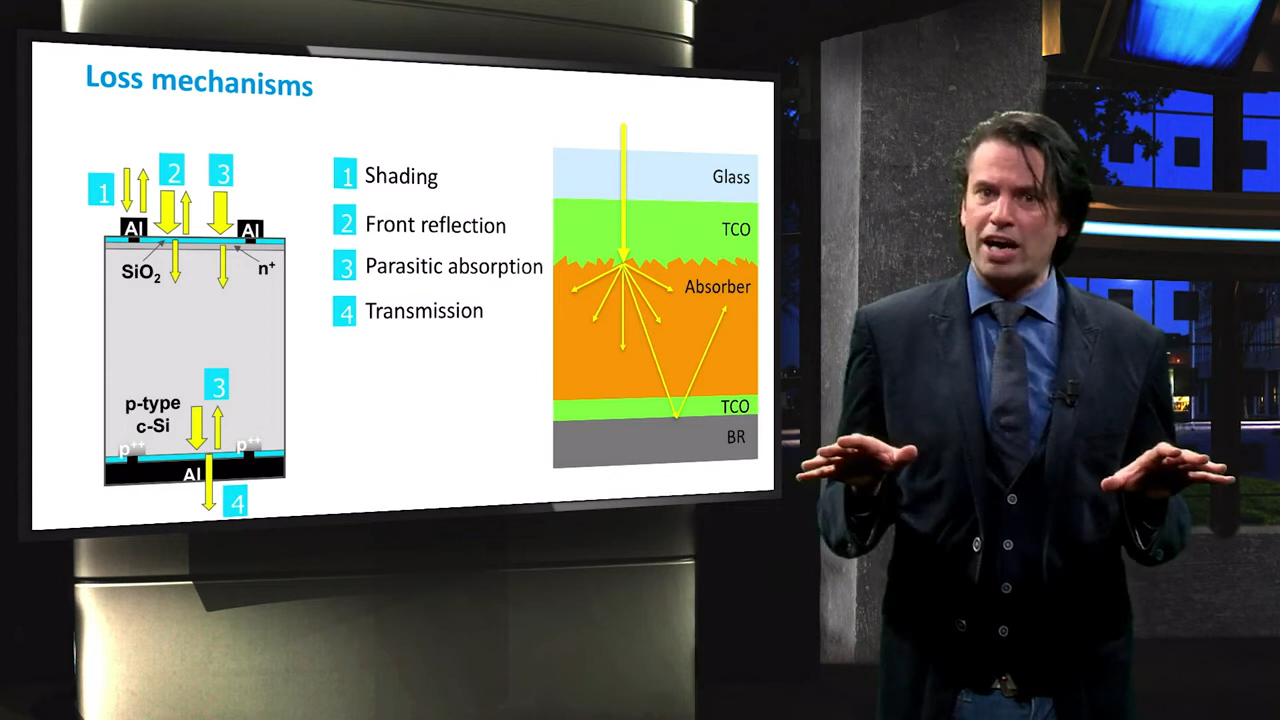 Loss mechanisms
1
2
3
Al
Al
SiO2
n+
3
p-type
c-Si
p++
p++
Al
4
1 Shading
2 Front reflection
3 Parasitic absorption
4 Transmission
Glass
TCO
Absorber
TCO
BR